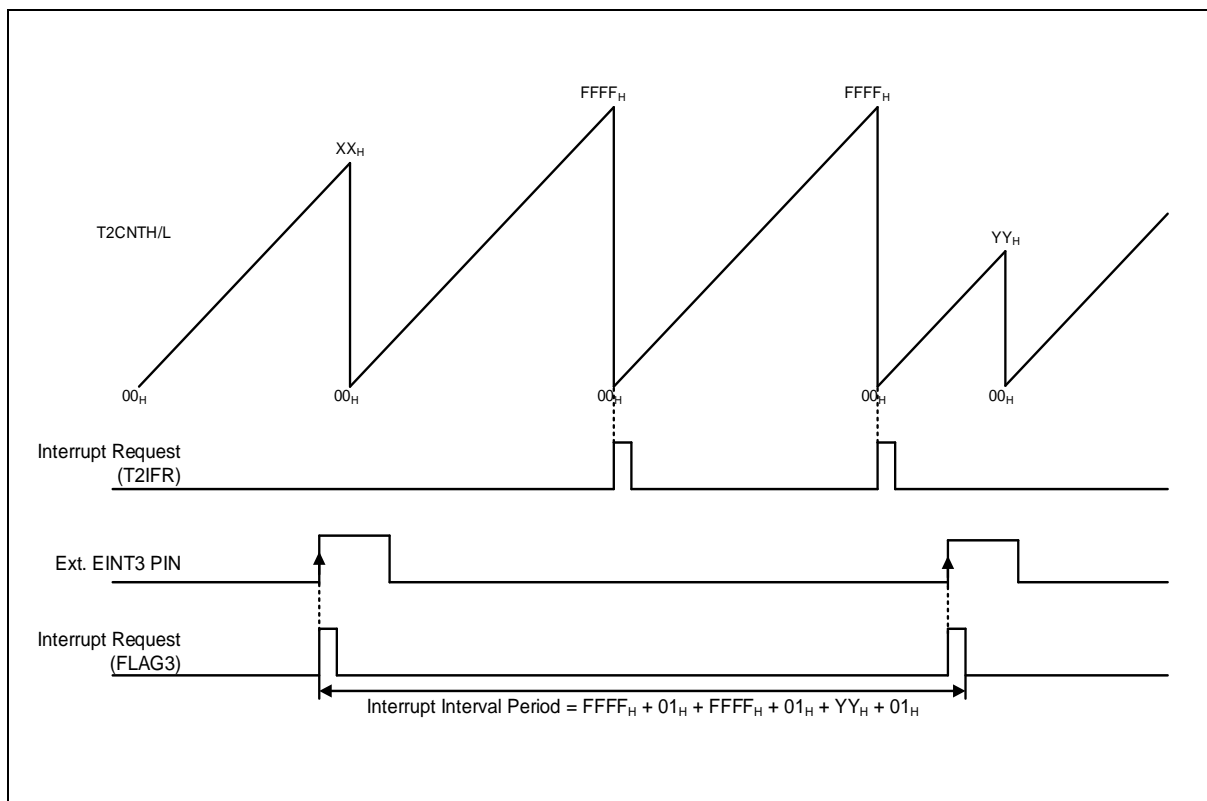 FFFFH FFFFH
XXH
T2CNTH/L
YYH
00H 00H 00H 00H 00H
Interrupt Request
(T2IFR)
Ext. EINT3 PIN
Interrupt Request
(FLAG3)
Interrupt Interval Period = FFFFH + 01H + FFFFH + 01H + YYH + 01H